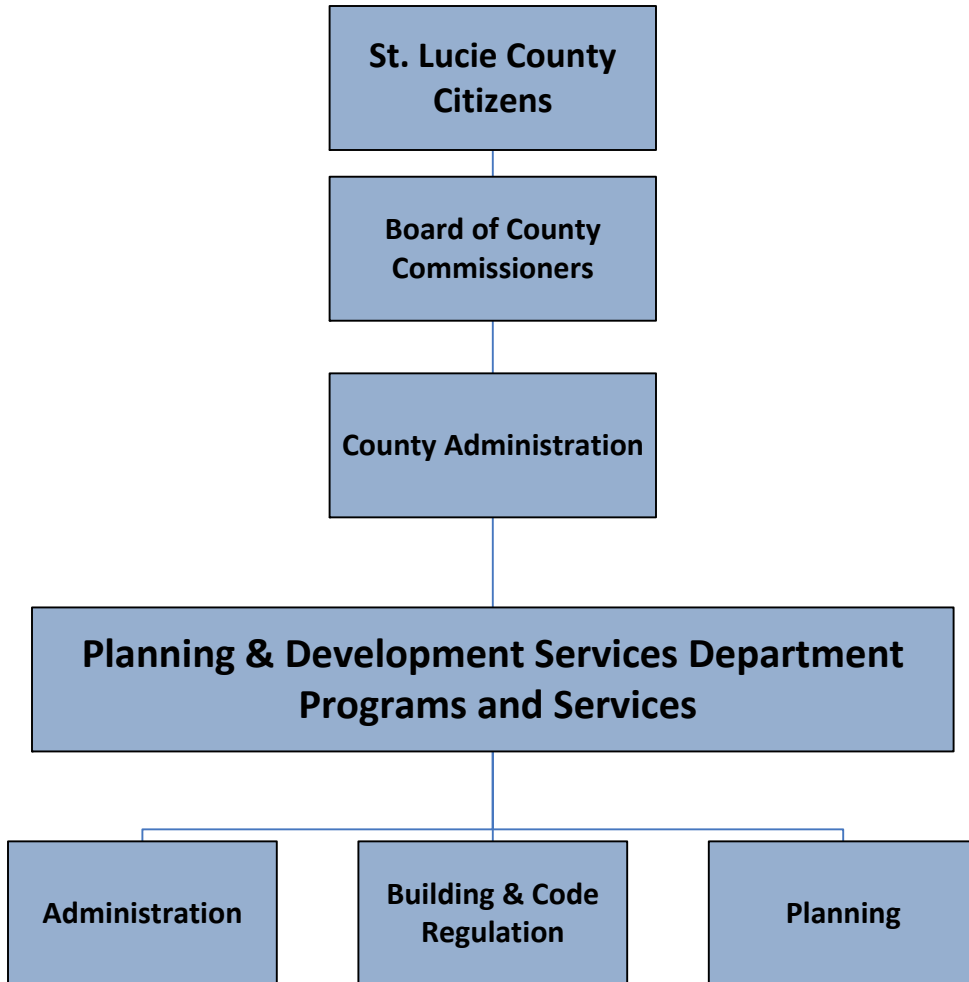 St. Lucie County
Citizens
Board of County
Commissioners
County Administration
Planning & Development Services Department
Programs and Services
Administration
Building & Code
Regulation
Planning